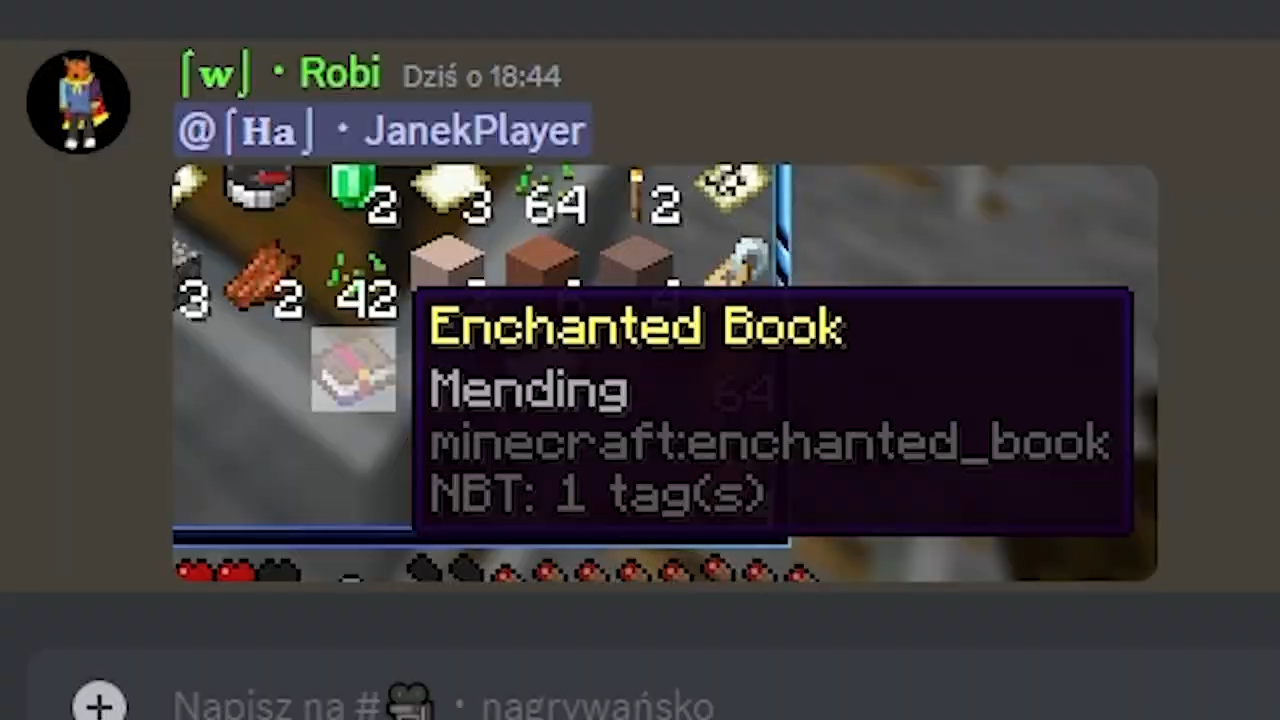 ⌈w⌋ · Robi Dziś o 18:44
@⌈Ha⌋ · JanekPlayer
2 3 64 2
3 2 42
Enchanted Book
Mending
64
minecraft:enchanted_book
NBT: 1 tag(s)
Napisz na # · nagrywańsko